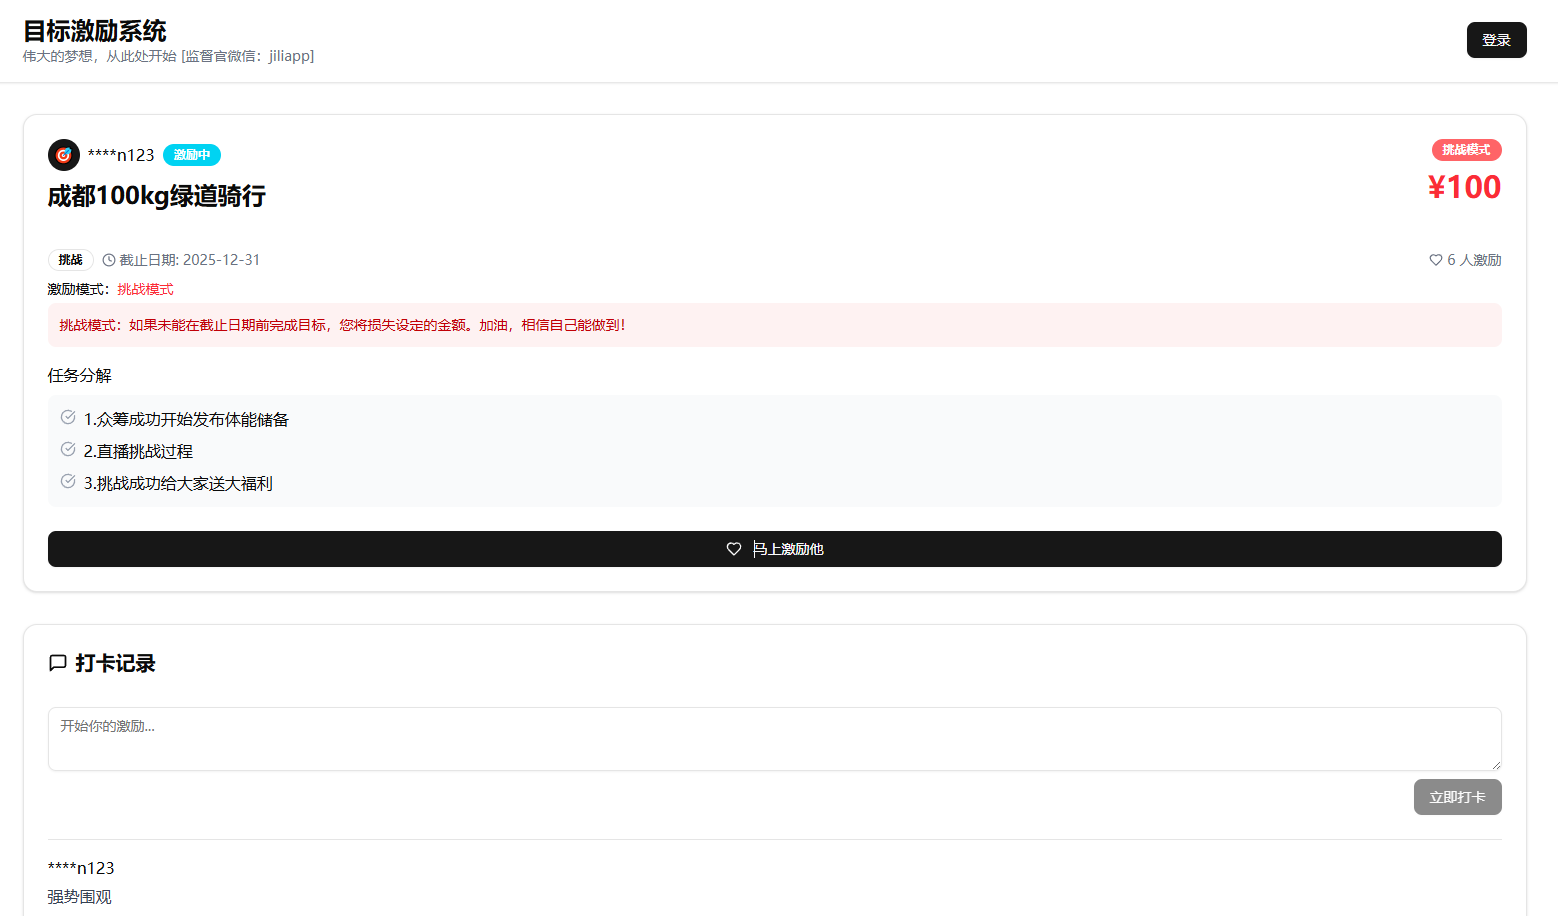 目标激励系统
伟大的梦想，从此处开始 [监督官微信：jiliapp]
登录
****n123 激励中
挑战模式
成都100kg绿道骑行
¥100
挑战 截止日期: 2025-12-31
6 人激励
激励模式：挑战模式
挑战模式：如果未能在截止日期前完成目标，您将损失设定的金额。加油，相信自己能做到！
任务分解
1.众筹成功开始发布体能储备
2.直播挑战过程
3.挑战成功给大家送大福利
马上激励他
打卡记录
开始你的激励...
立即打卡
****n123
强势围观